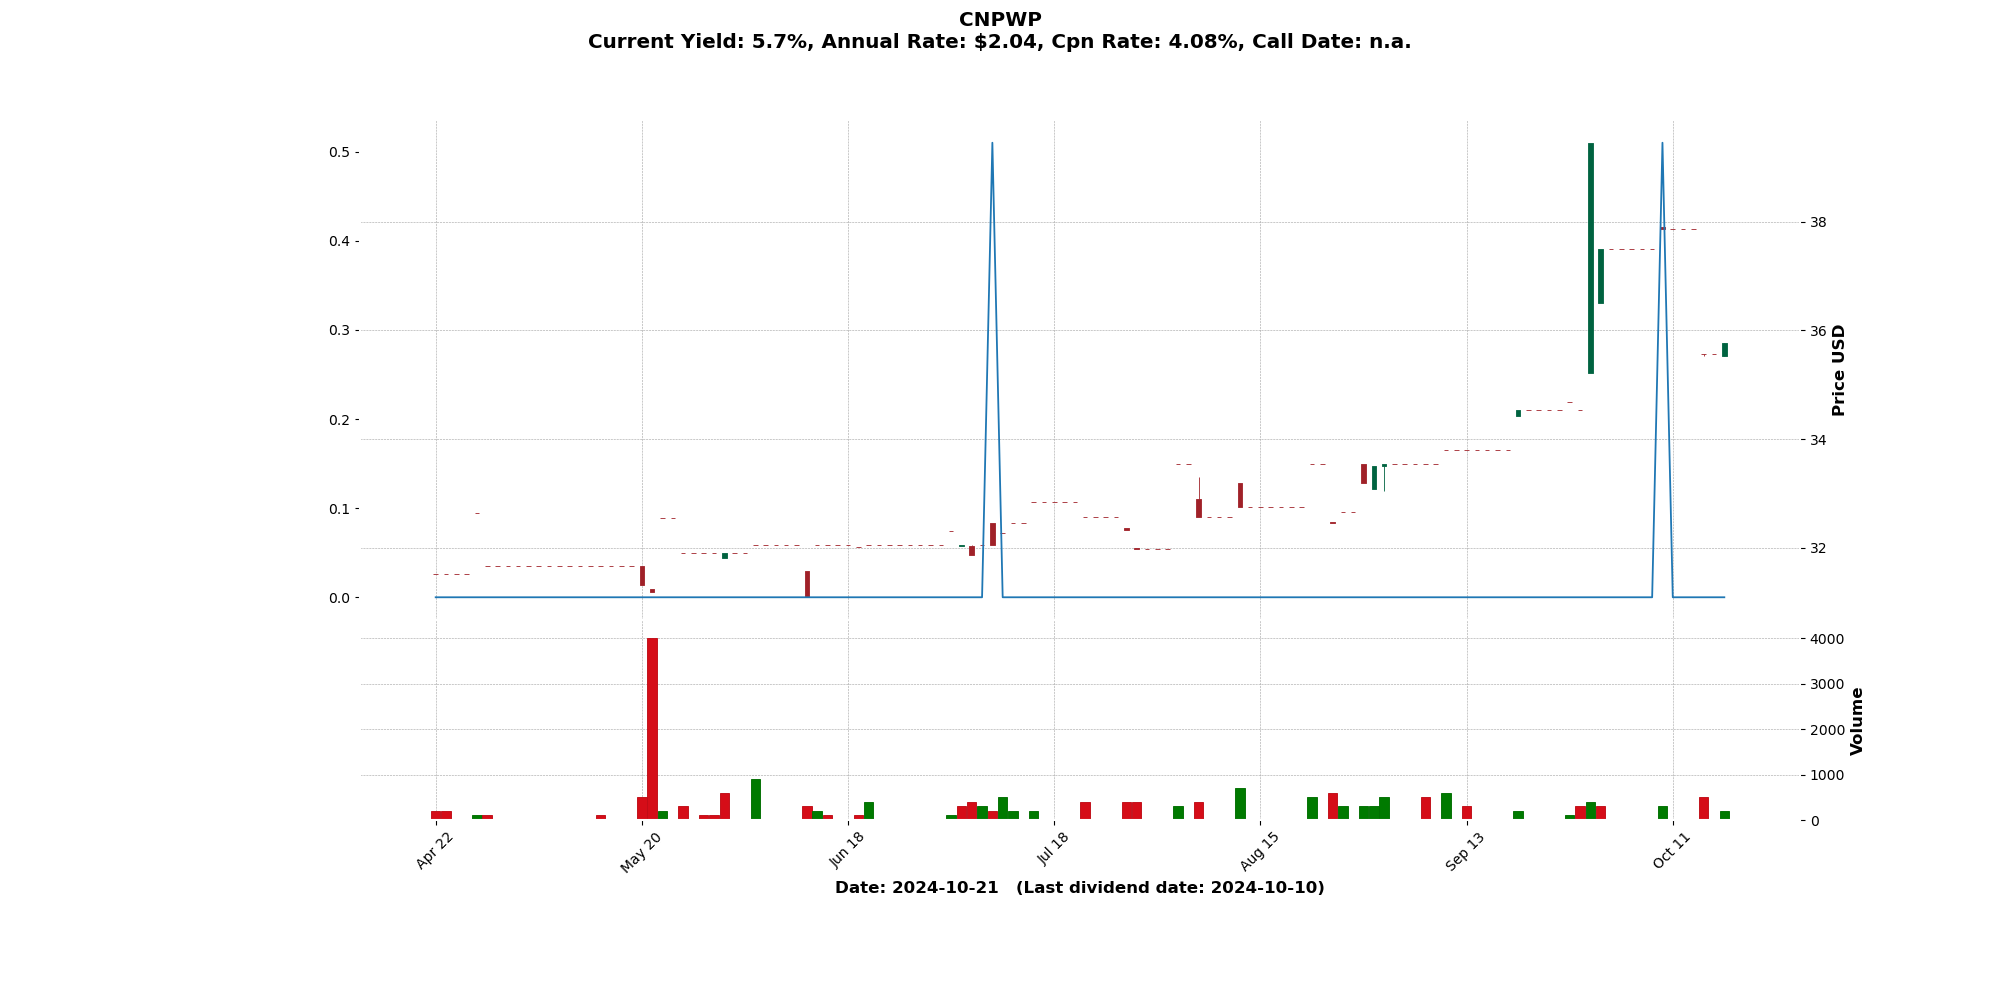 CNPWP
Current Yield: 5.7%, Annual Rate: $2.04, Cpn Rate: 4.08%, Call Date: n.a.
0.5
0.4
0.3
0.2
0.1
0.0
38
36
34
32
Price USD
4000
3000
2000
1000
0
Volume
Apr 22
May 20
Jun 18
Jul 18
Aug 15
Sep 13
Oct 11
Date: 2024-10-21 (Last dividend date: 2024-10-10)